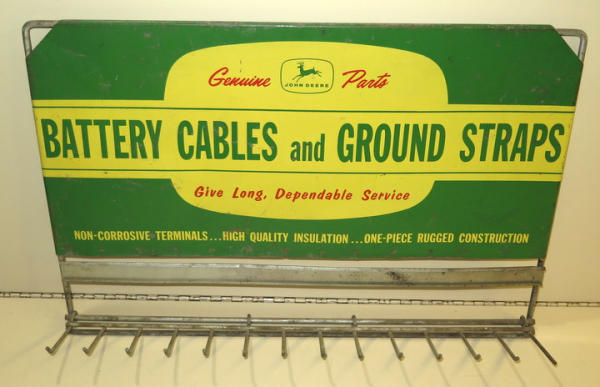 Genuine JOHN DEERE Parts
BATTERY CABLES and GROUND STRAPS
Give Long, Dependable Service
NON-CORROSIVE TERMINALS...HIGH QUALITY INSULATION...ONE-PIECE RUGGED CONSTRUCTION